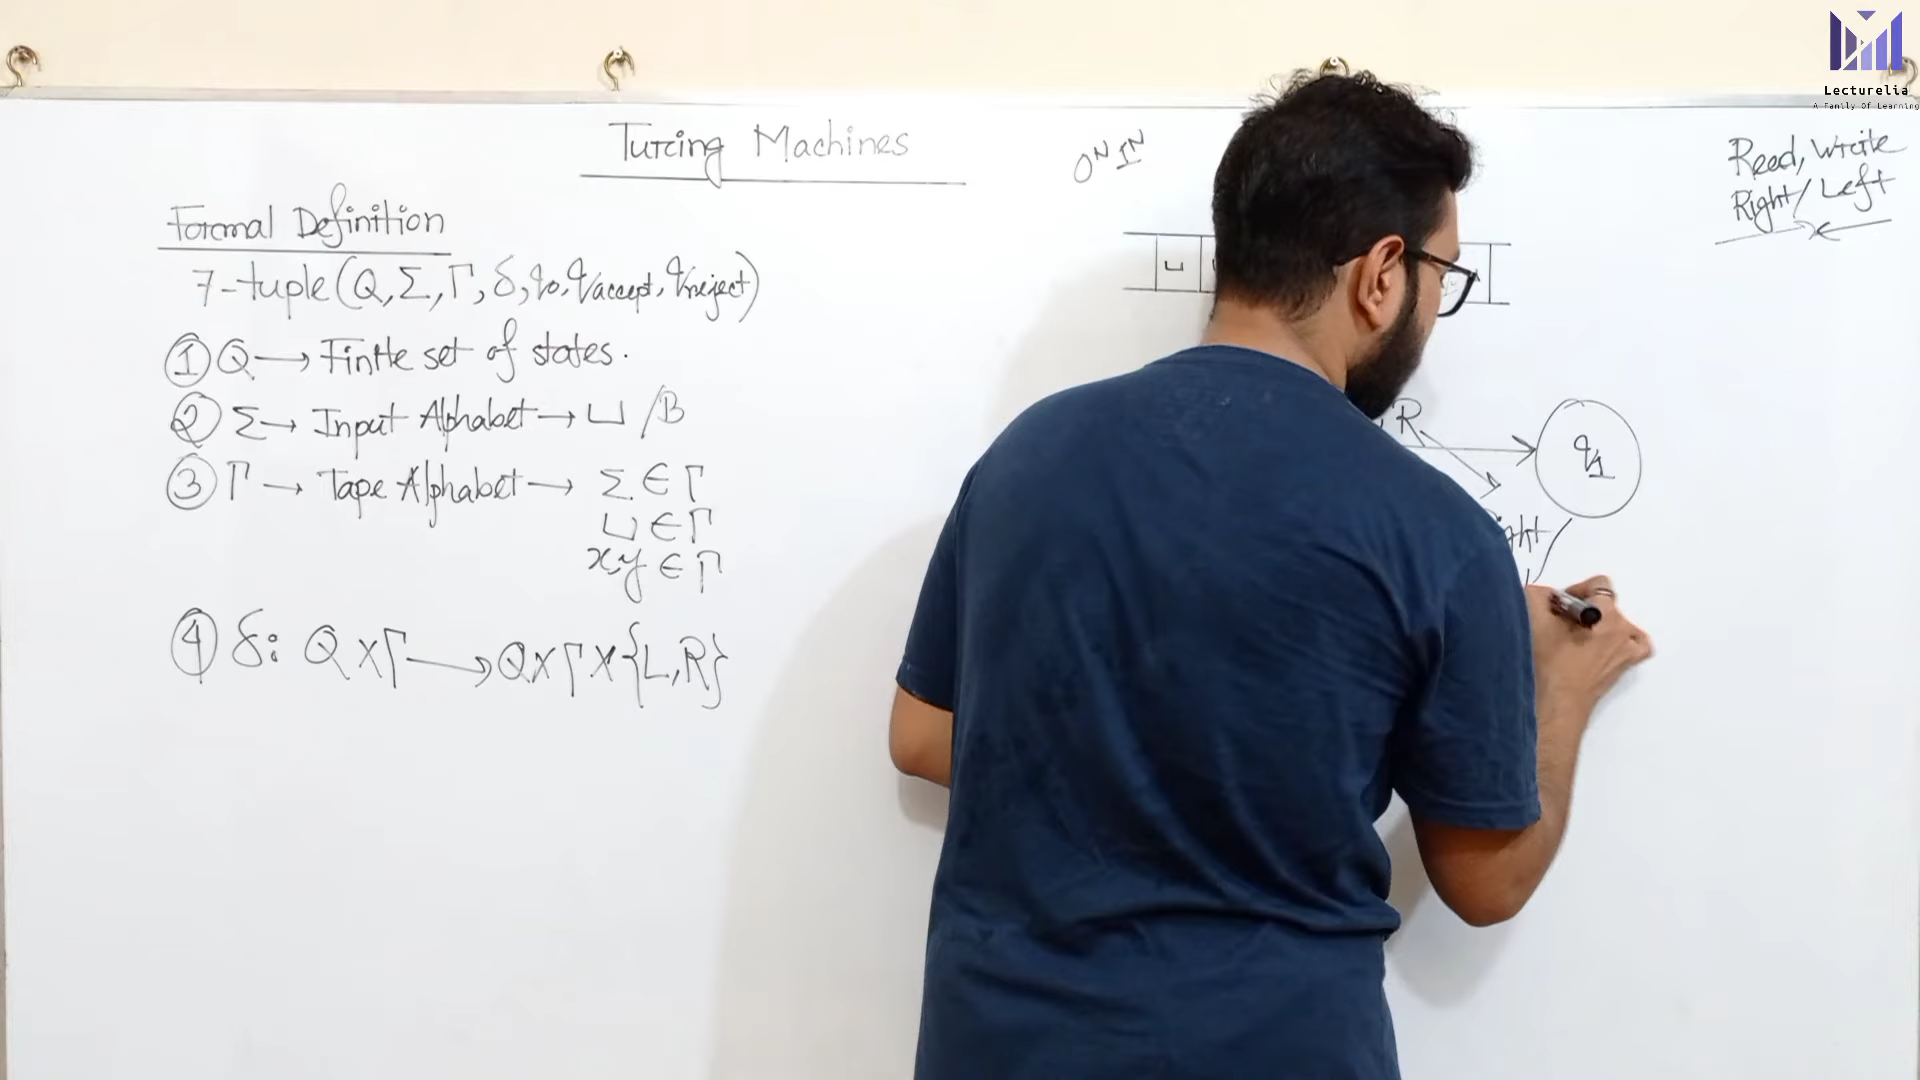 Turing Machines
Formal Definition
7-tuple (Q, Σ, Γ, δ, q0, qaccept, qreject)
① Q → Finite set of states.
② Σ → Input Alphabet → ⊔ / B
③ Γ → Tape Alphabet → Σ ∈ Γ
⊔ ∈ Γ
x,y ∈ Γ
④ δ: Q X Γ → Q X Γ X {L,R}
0ᴺ 1ᴺ
⊔
, R
q1
Read, Write
Right / Left
Lecturelia
A Family Of Learning